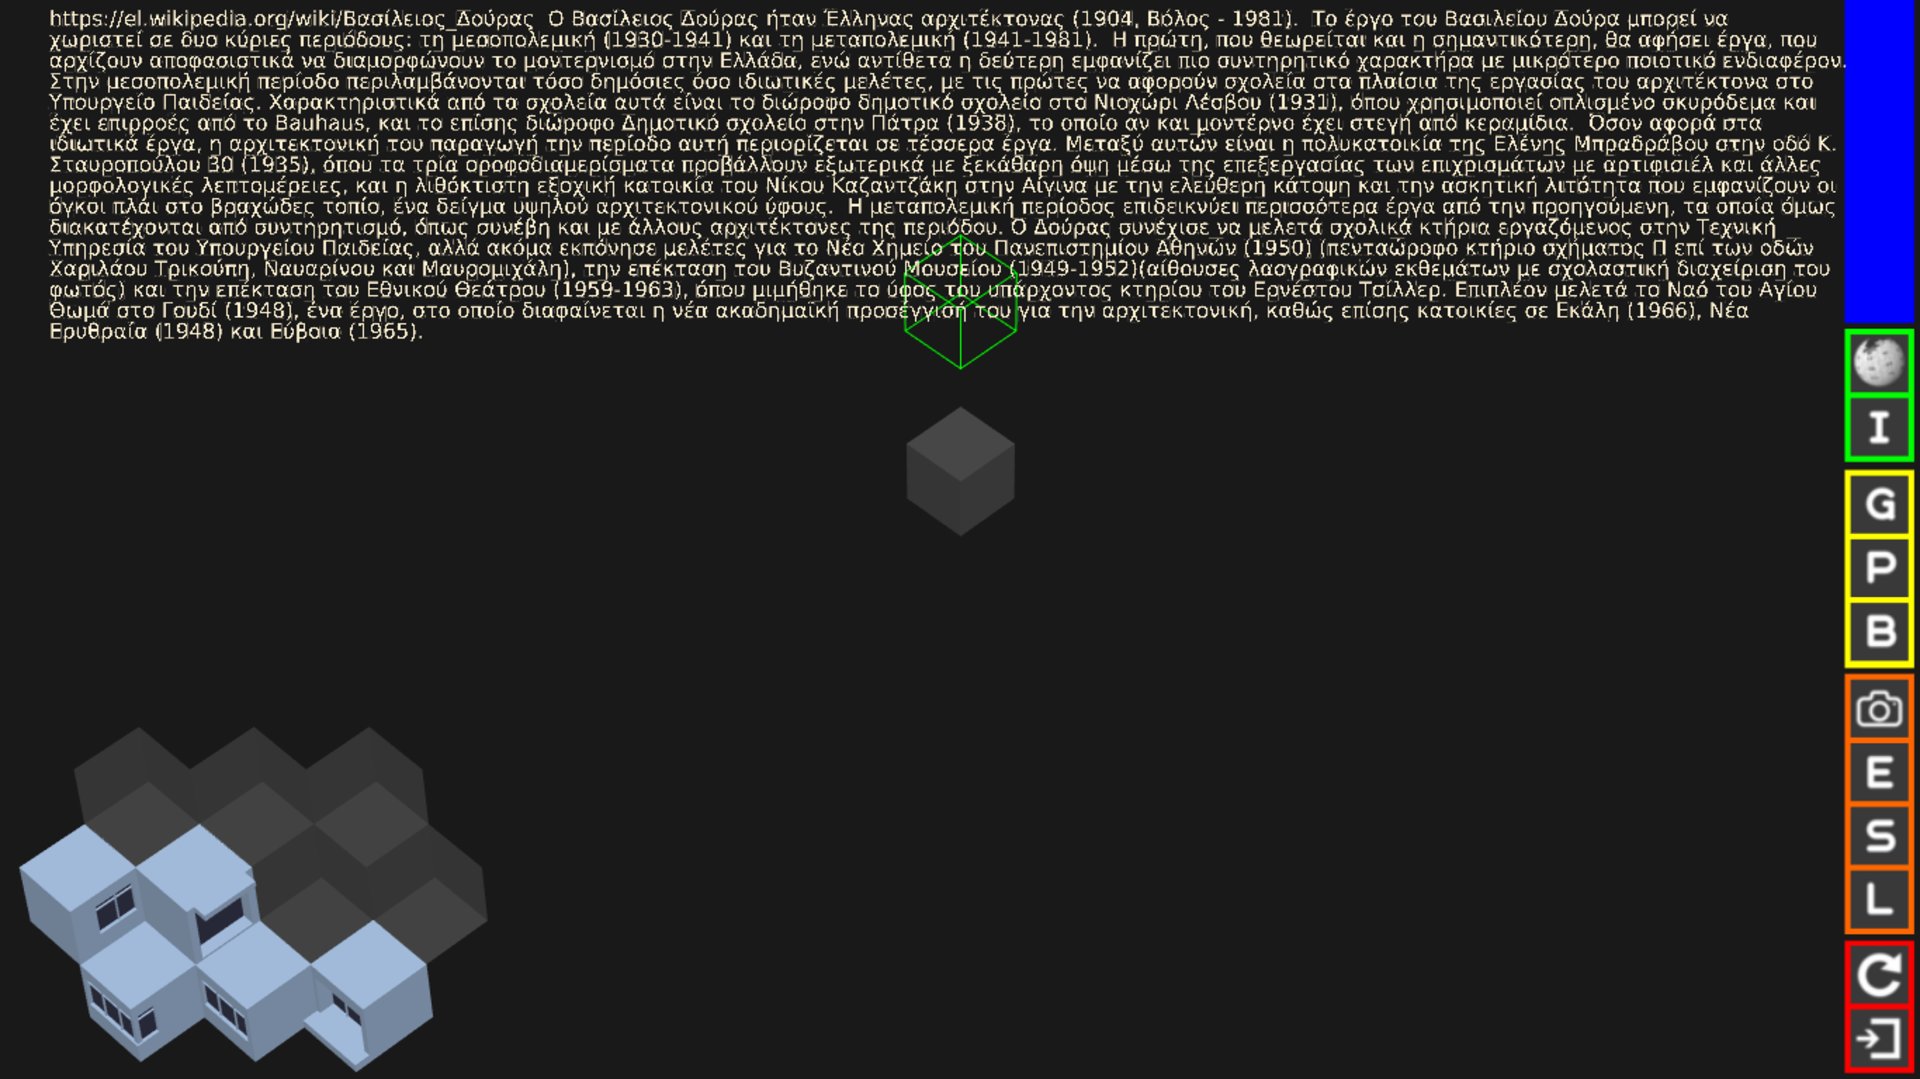 https://el.wikipedia.org/wiki/Βασίλειος_Δούρας Ο Βασίλειος Δούρας ήταν Έλληνας αρχιτέκτονας (1904, Βόλος - 1981). Το έργο του Βασιλείου Δούρα μπορεί να
χωριστεί σε δυο κύριες περιόδους: τη μεσοπολεμική (1930-1941) και τη μεταπολεμική (1941-1981). Η πρώτη, που θεωρείται και η σημαντικότερη, θα αφήσει έργα, που
αρχίζουν αποφασιστικά να διαμορφώνουν το μοντερνισμό στην Ελλάδα, ενώ αντίθετα η δεύτερη εμφανίζει πιο συντηρητικό χαρακτήρα με μικρότερο ποιοτικό ενδιαφέρον.
Στην μεσοπολεμική περίοδο περιλαμβάνονται τόσο δημόσιες όσο ιδιωτικές μελέτες, με τις πρώτες να αφορούν σχολεία στα πλαίσια της εργασίας του αρχιτέκτονα στο
Υπουργείο Παιδείας. Χαρακτηριστικά από τα σχολεία αυτά είναι το διώροφο δημοτικό σχολείο στο Νιοχώρι Λέσβου (1931), όπου χρησιμοποιεί οπλισμένο σκυρόδεμα και
έχει επιρροές από το Bauhaus, και το επίσης διώροφο Δημοτικό σχολείο στην Πάτρα (1938), το οποίο αν και μοντέρνο έχει στεγή από κεραμίδια. Όσον αφορά στα
ιδιωτικά έργα, η αρχιτεκτονική του παραγωγή την περίοδο αυτή περιορίζεται σε τέσσερα έργα. Μεταξύ αυτών είναι η πολυκατοικία της Ελένης Μπραδράβου στην οδό Κ.
Σταυροπούλου 30 (1935), όπου τα τρία οροφοδιαμερίσματα προβάλλουν εξωτερικά με ξεκάθαρη όψη μέσω της επεξεργασίας των επιχρισμάτων με αρτιφισιέλ και άλλες
μορφολογικές λεπτομέρειες, και η λιθόκτιστη εξοχική κατοικία του Νίκου Καζαντζάκη στην Αίγινα με την ελεύθερη κάτοψη και την ασκητική λιτότητα που εμφανίζουν οι
όγκοι πλάι στο βραχώδες τοπίο, ένα δείγμα υψηλού αρχιτεκτονικού ύφους. Η μεταπολεμική περίοδος επιδεικνύει περισσότερα έργα από την προηγούμενη, τα οποία όμως
διακατέχονται από συντηρητισμό, όπως συνέβη και με άλλους αρχιτέκτονες της περιόδου. Ο Δούρας συνέχισε να μελετά σχολικά κτήρια εργαζόμενος στην Τεχνική
Υπηρεσία του Υπουργείου Παιδείας, αλλά ακόμα εκπόνησε μελέτες για το Νέο Χημείο του Πανεπιστημίου Αθηνών (1950) (πενταώροφο κτήριο σχήματος Π επί των οδών
Χαριλάου Τρικούπη, Ναυαρίνου και Μαυρομιχάλη), την επέκταση του Βυζαντινού Μουσείου (1949-1952)(αίθουσες λαογραφικών εκθεμάτων με σχολαστική διαχείριση του
φωτός) και την επέκταση του Εθνικού Θεάτρου (1959-1963), όπου μιμήθηκε το ύφος του υπάρχοντος κτηρίου του Ερνέστου Τσίλλερ. Επιπλέον μελετά το Ναό του Αγίου
Θωμά στο Γουδί (1948), ένα έργο, στο οποίο διαφαίνεται η νέα ακαδημαϊκή προσέγγισή του για την αρχιτεκτονική, καθώς επίσης κατοικίες σε Εκάλη (1966), Νέα
Ερυθραία (1948) και Εύβοια (1965).
I
G
P
B
E
S
L